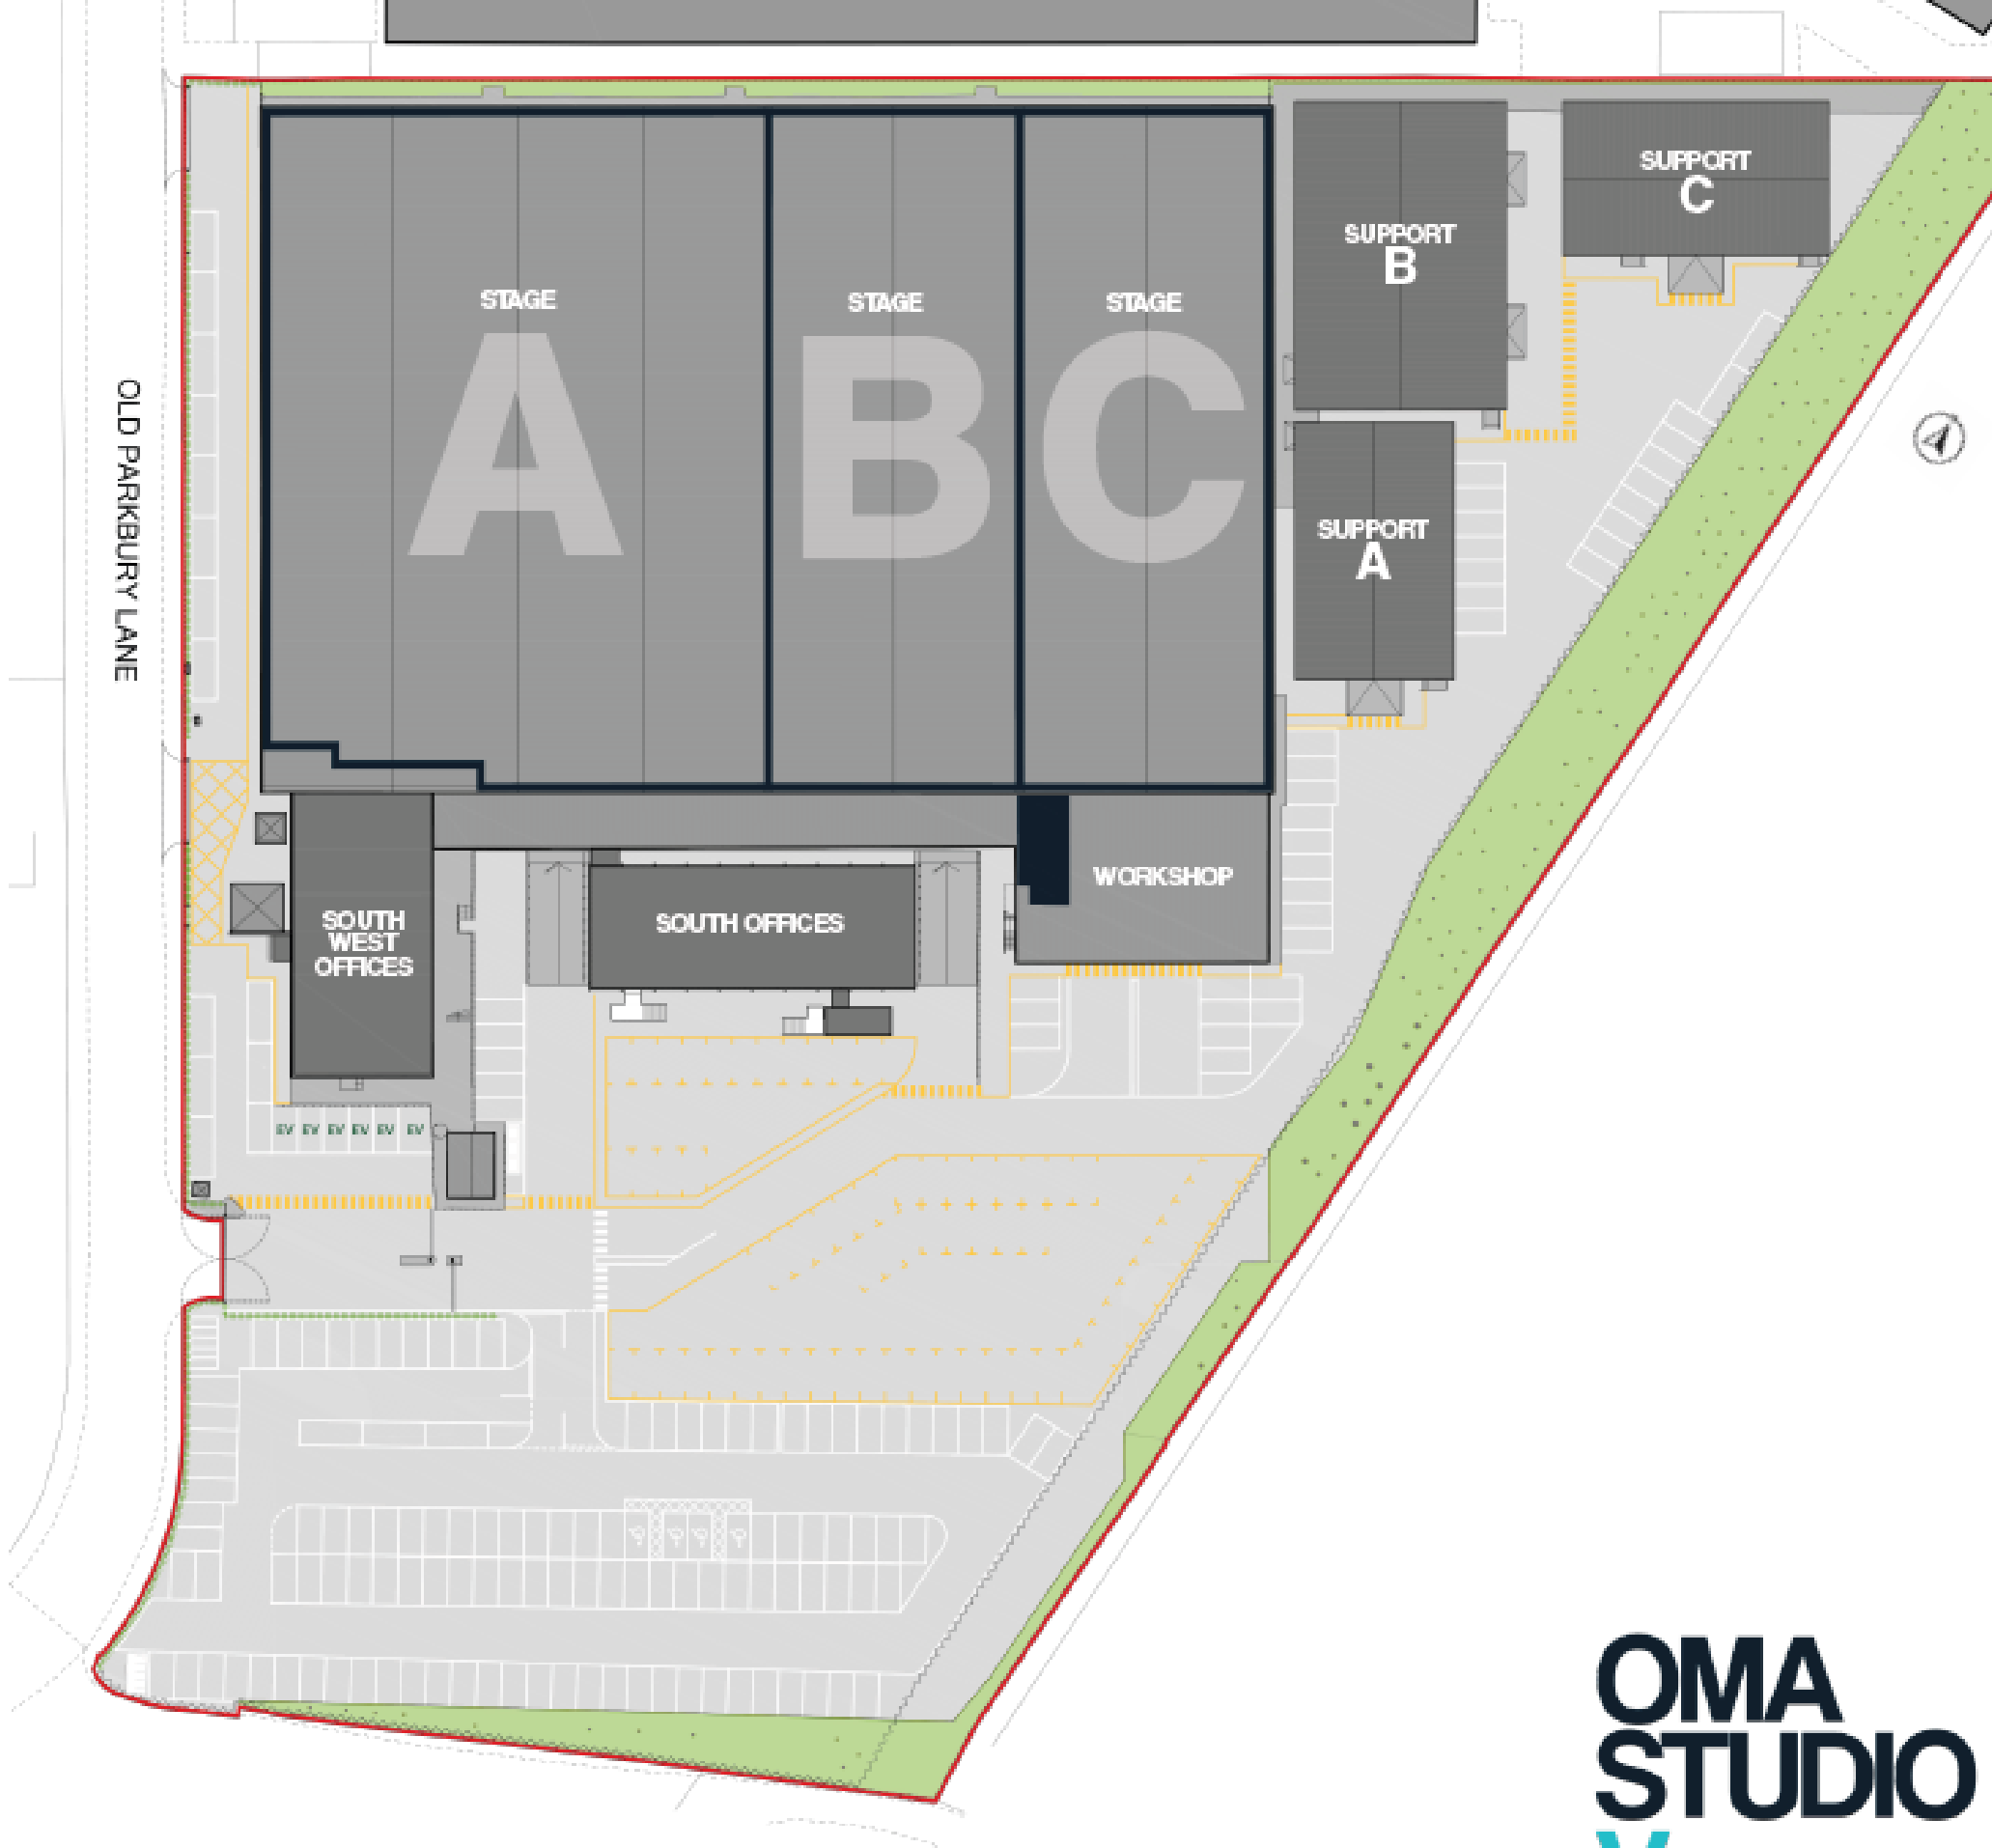 STAGE
A
STAGE
B
STAGE
C
SUPPORT
B
SUPPORT
C
SUPPORT
A
OLD PARKBURY LANE
WORKSHOP
SOUTH
WEST
OFFICES
SOUTH OFFICES
EV EV EV EV EV EV
OMA
STUDIO